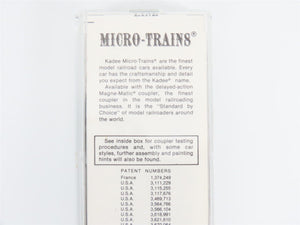 MICRO-TRAINS®
Kadee Micro-Trains® are the finest
model railroad cars available. Every
car has the craftsmanship and detail
you expect from the Kadee® name.
Available with the delayed-action
Magne-Matic® coupler, the finest
coupler in the model railroading
business. It is the "Standard by
Choice" of model railroaders around
the world.
See inside box for coupler testing
procedures and, with some car
styles, further assembly and painting
hints will also be found.
PATENT NUMBERS
France 1,374,249
U.S.A. 3,111,229
U.S.A. 3,115,255
U.S.A. 3,117,676
U.S.A. 3,469,713
U.S.A. 3,564,766
U.S.A. 3,566,104
U.S.A. 3,618,991
U.S.A. 3,631,810
U.S.A.